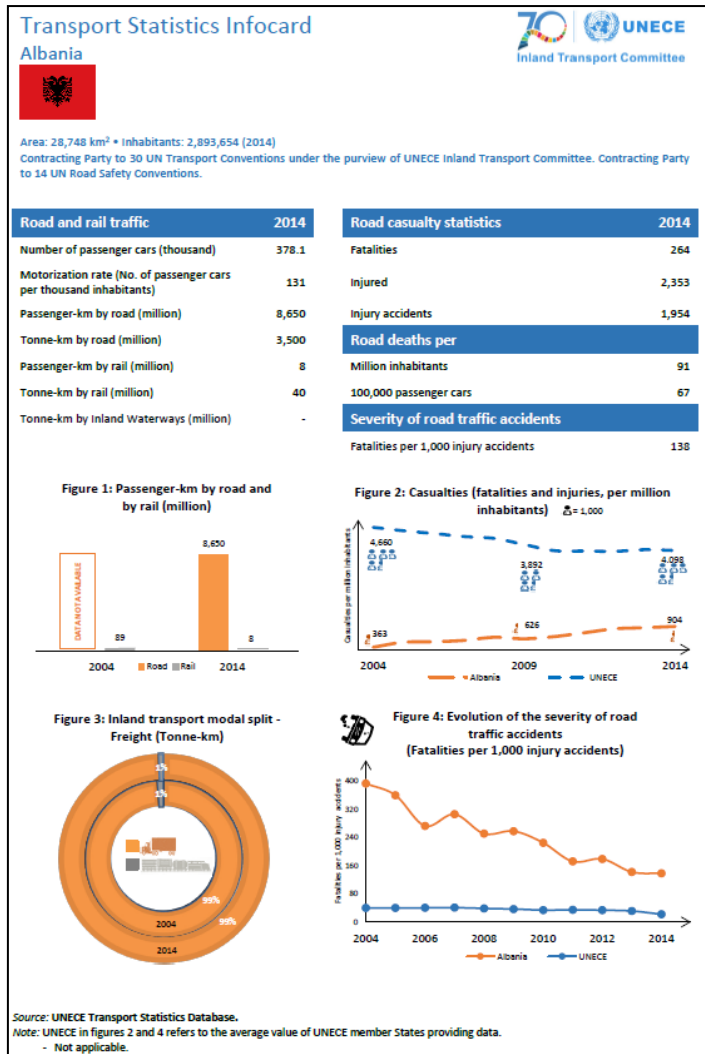 Transport Statistics Infocard
Albania
70
UNECE
Inland Transport Committee
Area: 28,748 km² • Inhabitants: 2,893,654 (2014)
Contracting Party to 30 UN Transport Conventions under the purview of UNECE Inland Transport Committee. Contracting Party
to 14 UN Road Safety Conventions.
Road and rail traffic 2014
Number of passenger cars (thousand) 378.1
Motorization rate (No. of passenger cars
per thousand inhabitants) 131
Passenger-km by road (million) 8,650
Tonne-km by road (million) 3,500
Passenger-km by rail (million) 8
Tonne-km by rail (million) 40
Tonne-km by Inland Waterways (million) -
Road casualty statistics 2014
Fatalities 264
Injured 2,353
Injury accidents 1,954
Road deaths per
Million inhabitants 91
100,000 passenger cars 67
Severity of road traffic accidents
Fatalities per 1,000 injury accidents 138
Figure 1: Passenger-km by road and
by rail (million)
DATA NOT AVAILABLE
89
8,650
8
2004 2014
Road Rail
Figure 2: Casualties (fatalities and injuries, per million
inhabitants) = 1,000
Casualties per million inhabitants
4,660
3,892
4,098
363
626
904
2004 2009 2014
Albania UNECE
Figure 3: Inland transport modal split -
Freight (Tonne-km)
1%
1%
99%
99%
2004
2014
Figure 4: Evolution of the severity of road
traffic accidents
(Fatalities per 1,000 injury accidents)
Fatalities per 1,000 injury accidents
400
320
240
160
80
0
2004 2006 2008 2010 2012 2014
Albania UNECE
Source: UNECE Transport Statistics Database.
Note: UNECE in figures 2 and 4 refers to the average value of UNECE member States providing data.
- Not applicable.